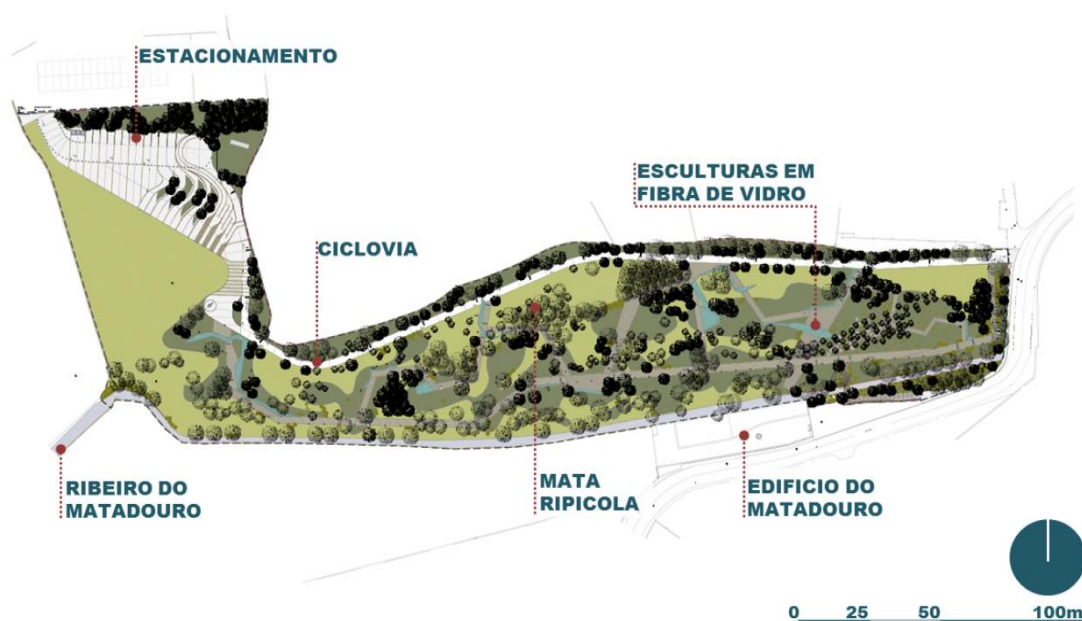 ESTACIONAMENTO
ESCULTURAS EM
FIBRA DE VIDRO
CICLOVIA
RIBEIRO DO
MATADOURO
MATA
RIPICOLA
EDIFICIO DO
MATADOURO
0 25 50 100m